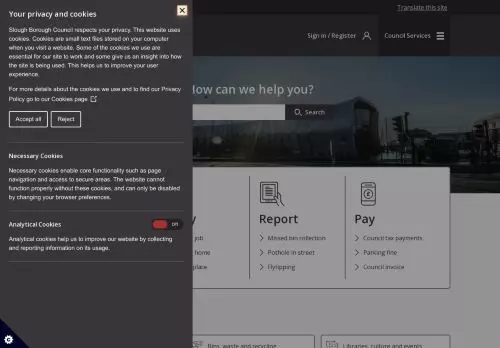 Translate this site
Your privacy and cookies
Slough Borough Council respects your privacy. This website
uses cookies. Cookies are small text files stored on your computer
when you visit a website. Some of the cookies we use are
essential for our site to work and some give us an insight into how
the site is being used. This helps us to improve your user
experience.
For more details about the cookies we use and to find our Privacy
Policy go to our Cookies page
Accept all
Reject
Necessary Cookies
Necessary cookies enable core functionality such as page
navigation and access to secure areas. The website cannot
function properly without these cookies, and can only be disabled
by changing your browser preferences.
Analytical Cookies
Off
Analytical cookies help us to improve our website by collecting
and reporting information on its usage.
Sign in / Register
Council Services
How can we help you?
Search
y
job
home
place
Report
Missed bin collection
Pothole in street
Flytipping
Pay
Council tax payments
Parking fine
Council invoice
Bins, waste and recycling
Libraries, culture and events